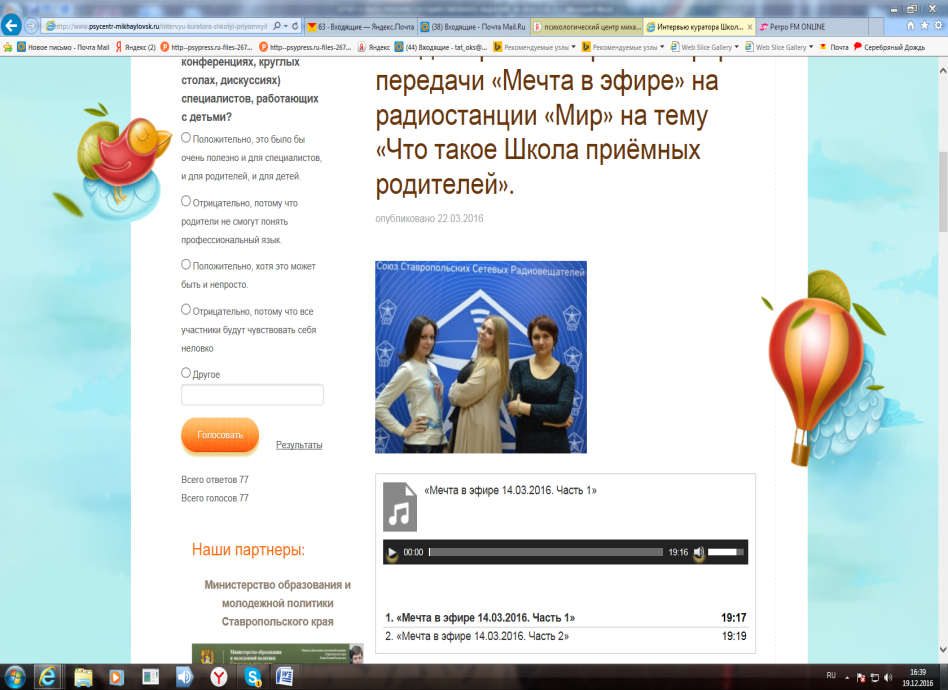 http://www.psycentr-mikhaylovsk.ru/intervyu-kuratora-shkolyi-priyomnyi
63 - Входящие — Яндекс.Почта
(38) Входящие - Почта Mail.Ru
психологический центр миха...
Интервью куратора Школ...
Ретро FM ONLINE
Новое письмо - Почта Mail
Яндекс (2)
http--psypress.ru-files-267...
http--psypress.ru-files-267...
Яндекс
(44) Входящие - tat_oks@...
Рекомендуемые узлы
Рекомендуемые узлы
Web Slice Gallery
Web Slice Gallery
Почта
Серебряный Дождь
конференциях, круглых
столах, дискуссиях)
специалистов, работающих
с детьми?
Положительно, это было бы
очень полезно и для специалистов,
и для родителей, и для детей.
Отрицательно, потому что
родители не смогут понять
профессиональный язык.
Положительно, хотя это может
быть и непросто.
Отрицательно, потому что все
участники будут чувствовать себя
неловко
Другое
Голосовать
Результаты
Всего ответов 77
Всего голосов 77
Наши партнеры:
Министерство образования и
молодежной политики
Ставропольского края
Министерство образования
и молодежной политики
передачи «Мечта в эфире» на
радиостанции «Мир» на тему
«Что такое Школа приёмных
родителей».
опубликовано 22.03.2016
Союз Ставропольских Сетевых Радиовещателей
«Мечта в эфире 14.03.2016. Часть 1»
00:00
19:16
1. «Мечта в эфире 14.03.2016. Часть 1» 19:17
2. «Мечта в эфире 14.03.2016. Часть 2» 19:19
RU
16:39
19.12.2016